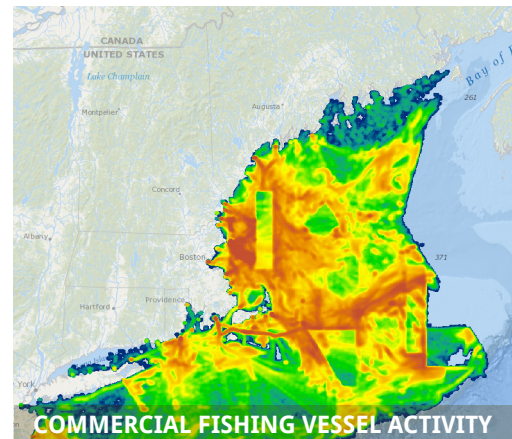 CANADA
UNITED STATES
Lake Champlain
Bay of F
261
Augusta
Montpelier
Concord
Albany
Boston
371
Hartford
Providence
York
COMMERCIAL FISHING VESSEL ACTIVITY